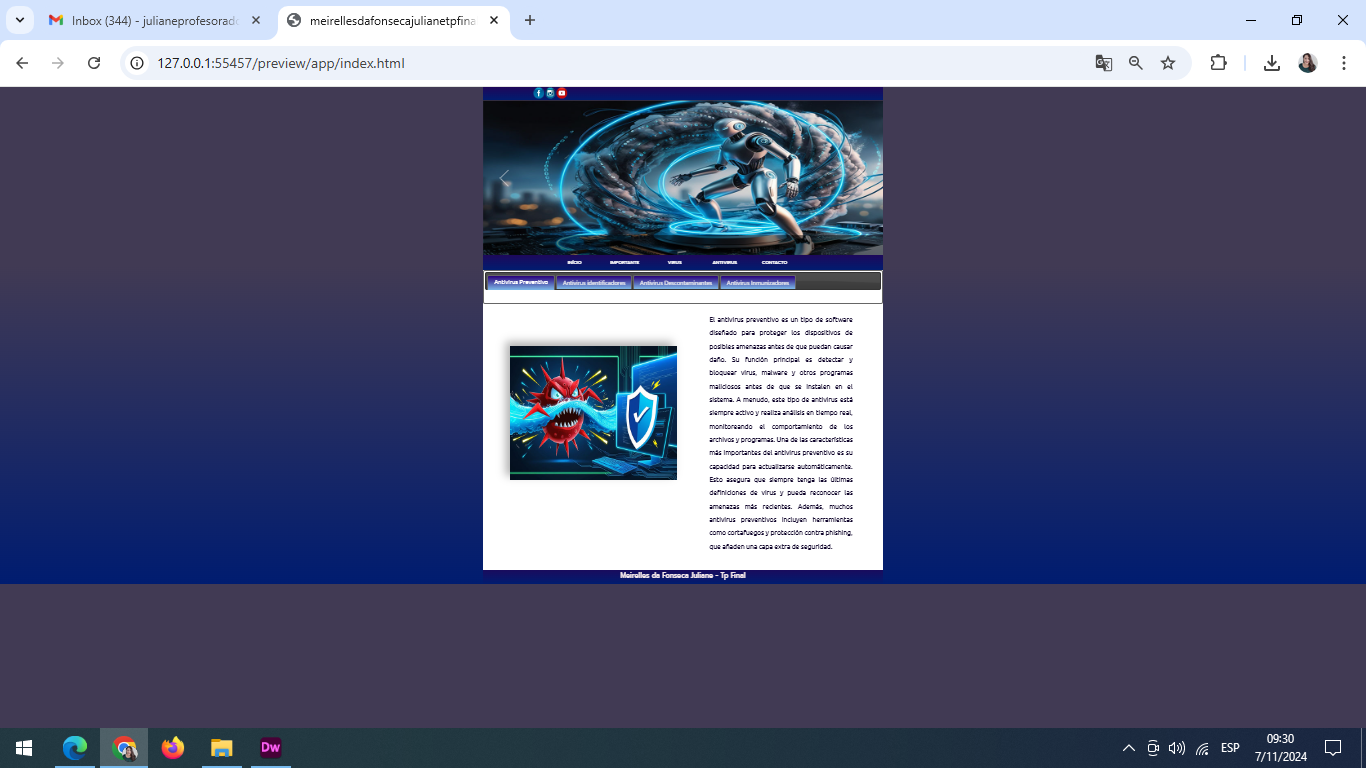 Inbox (344) - julianeprofesorad
meirellesdafonsecajulianetpfina
127.0.0.1:55457/preview/app/index.html
INÍCIO IMPORTANTE VIRUS ANTIVIRUS CONTACTO
Antivirus Preventivo Antivirus Identificadores Antivirus Descontaminantes Antivirus Inmunizadores
El antivirus preventivo es un tipo de software
diseñado para proteger los dispositivos de
posibles amenazas antes de que puedan causar
daño. Su función principal es detectar y
bloquear virus, malware y otros programas
maliciosos antes de que se instalen en el
sistema. A menudo, este tipo de antivirus está
siempre activo y realiza análisis en tiempo real,
monitoreando el comportamiento de los
archivos y programas. Una de las características
más importantes del antivirus preventivo es su
capacidad para actualizarse automáticamente.
Esto asegura que siempre tenga las últimas
definiciones de virus y pueda reconocer las
amenazas más recientes. Además, muchos
antivirus preventivos incluyen herramientas
como cortafuegos y protección contra phishing,
que añaden una capa extra de seguridad.
Meirelles da Fonseca Juliane - Tp Final
Dw
ESP
09:30
7/11/2024